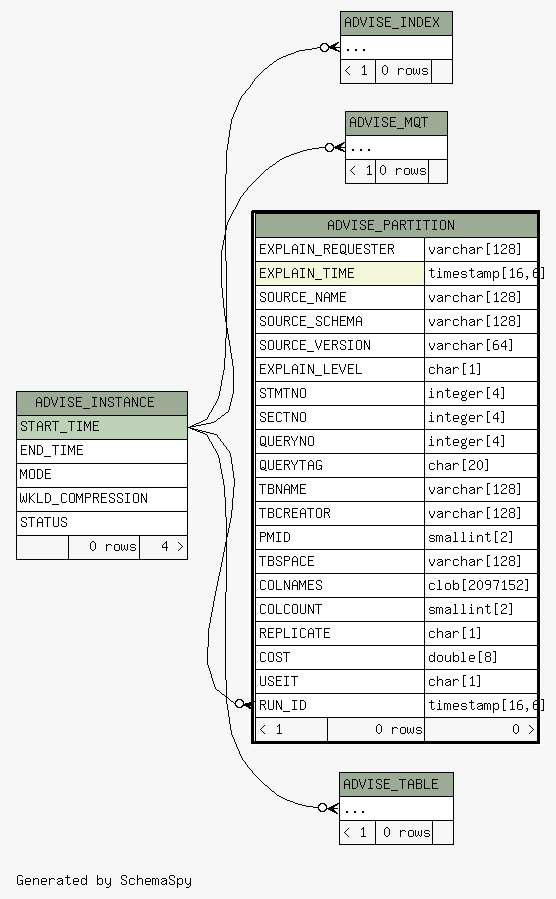 ADVISE_INDEX
...
< 1 0 rows
ADVISE_MQT
...
< 1 0 rows
ADVISE_PARTITION
EXPLAIN_REQUESTER varchar[128]
EXPLAIN_TIME timestamp[16,6]
SOURCE_NAME varchar[128]
SOURCE_SCHEMA varchar[128]
SOURCE_VERSION varchar[64]
EXPLAIN_LEVEL char[1]
STMTNO integer[4]
SECTNO integer[4]
QUERYNO integer[4]
QUERYTAG char[20]
TBNAME varchar[128]
TBCREATOR varchar[128]
PMID smallint[2]
TBSPACE varchar[128]
COLNAMES clob[2097152]
COLCOUNT smallint[2]
REPLICATE char[1]
COST double[8]
USEIT char[1]
RUN_ID timestamp[16,6]
< 1 0 rows 0 >
ADVISE_INSTANCE
START_TIME
END_TIME
MODE
WKLD_COMPRESSION
STATUS
0 rows 4 >
ADVISE_TABLE
...
< 1 0 rows
Generated by SchemaSpy